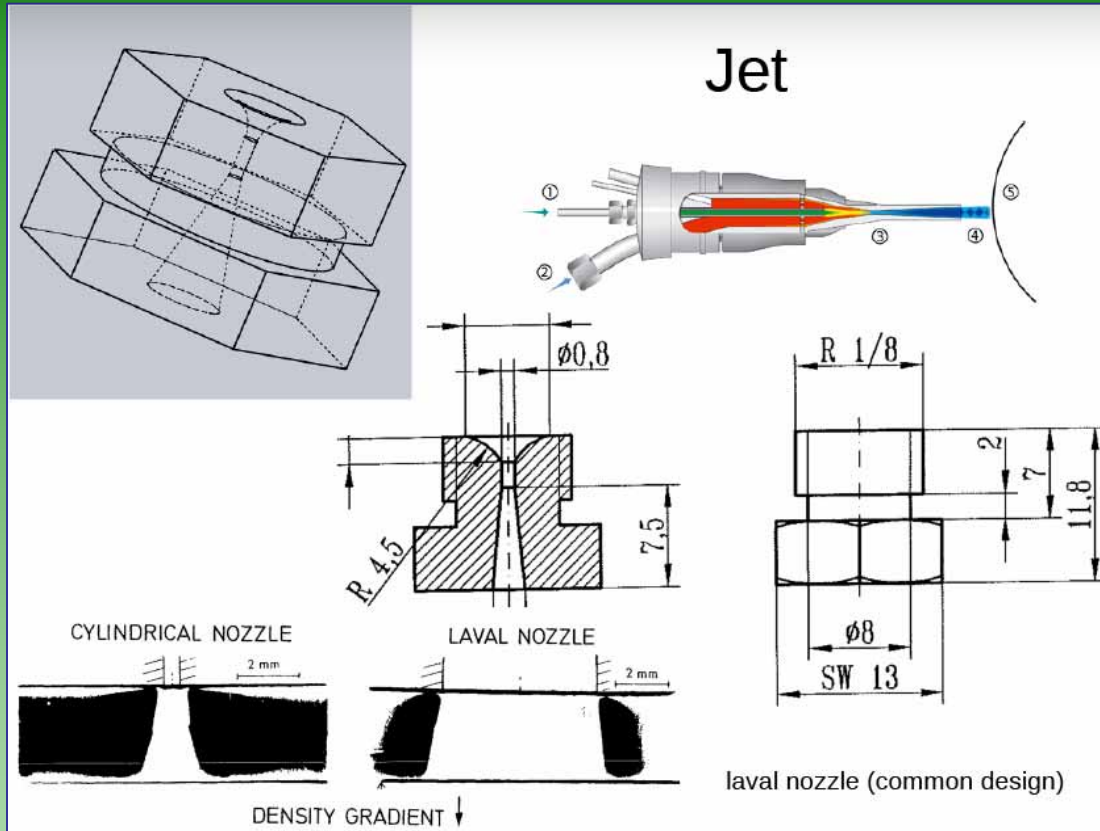 Jet
①
②
③
④
⑤
ø0,8
R 4,5
7,5
R 1/8
2
7
11,8
ø8
SW 13
CYLINDRICAL NOZZLE
2 mm
LAVAL NOZZLE
2 mm
DENSITY GRADIENT
laval nozzle (common design)